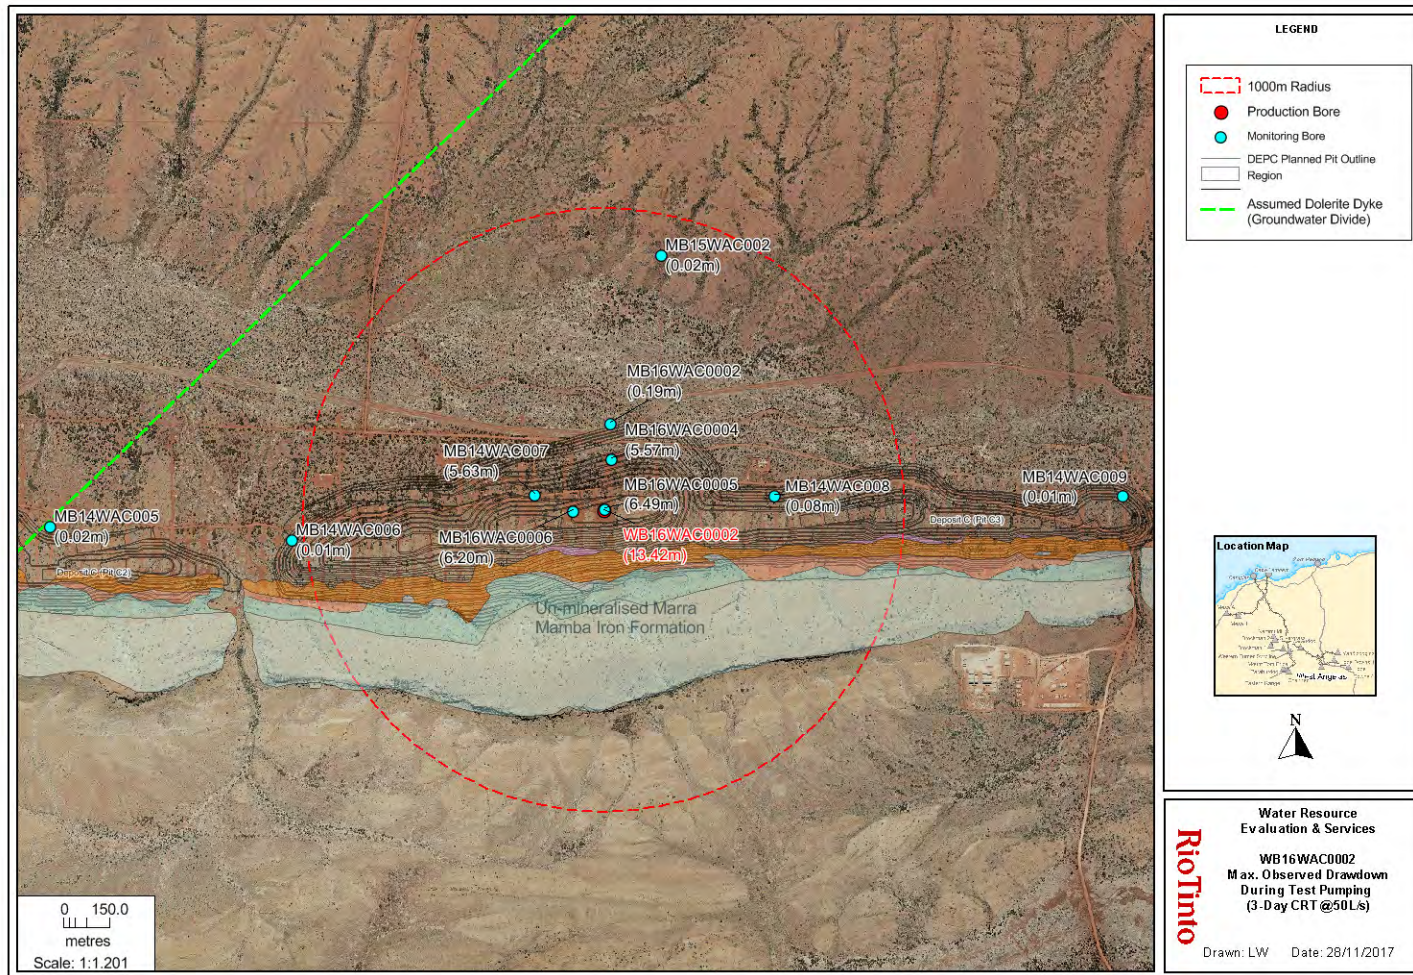 LEGEND
1000m Radius
Production Bore
Monitoring Bore
DEPC Planned Pit Outline
Region
Assumed Dolerite Dyke
(Groundwater Divide)
MB15WAC002
(0.02m)
MB16WAC0002
(0.19m)
MB16WAC0004
(5.57m)
MB14WAC007
(5.63m)
MB16WAC0005
(6.49m)
MB14WAC008
(0.08m)
MB14WAC009
(0.01m)
MB14WAC005
(0.02m)
MB14WAC006
(0.01m)
MB16WAC0006
(6.20m)
WB16WAC0002
(13.42m)
Deposit C (Pit C3)
Deposit C (Pit C2)
Un-mineralised Marra
Mamba Iron Formation
Location Map
West Angelas
N
0 150.0
metres
Scale: 1:1.201
RioTinto
Water Resource
Evaluation & Services
WB16WAC0002
Max. Observed Drawdown
During Test Pumping
(3-Day CRT @50L/s)
Drawn: LW Date: 28/11/2017